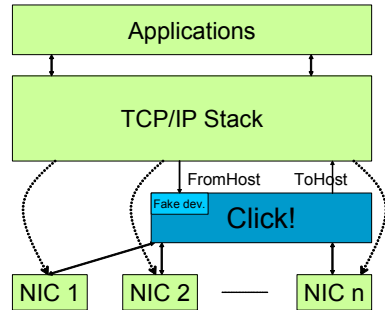 Applications
TCP/IP Stack
FromHost
ToHost
Fake dev.
Click!
NIC 1
NIC 2
NIC n